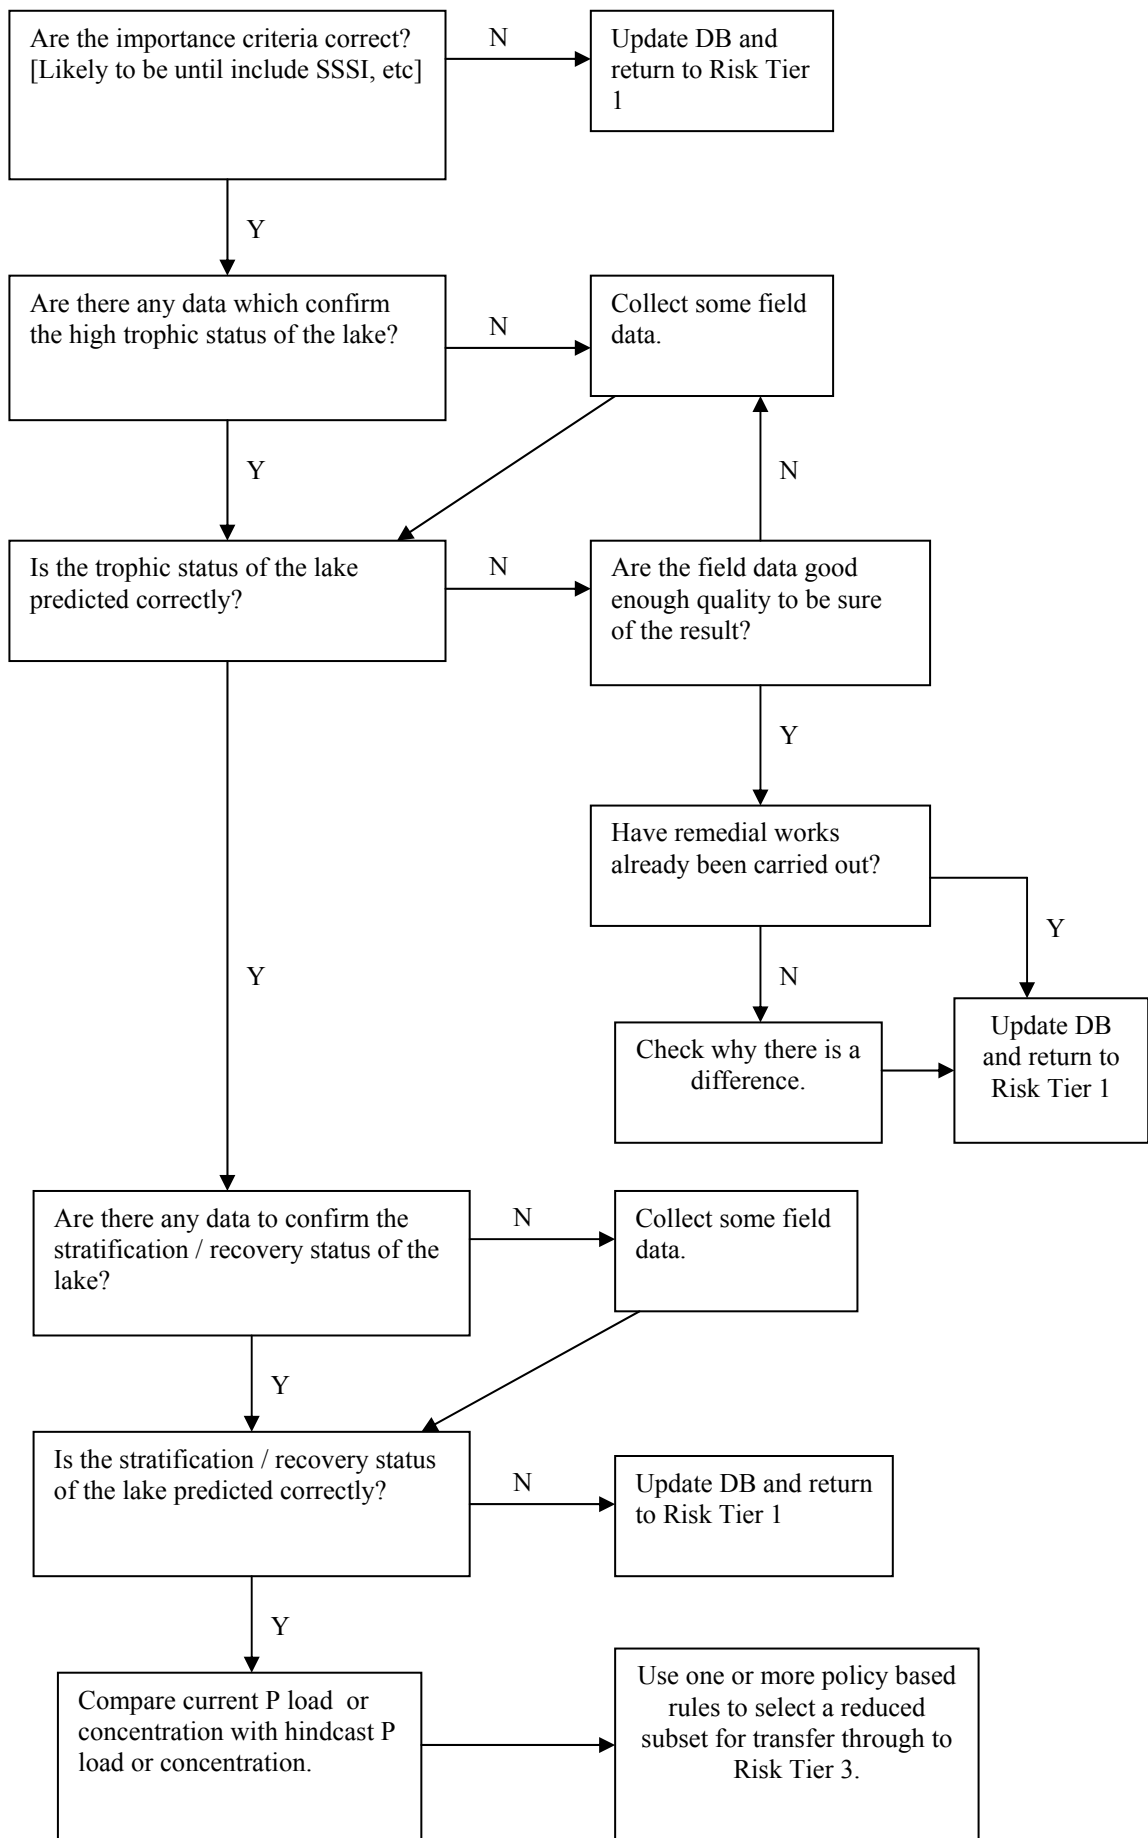 Are the importance criteria correct?
[Likely to be until include SSSI, etc]
N
Update DB and
return to Risk Tier
1
Y
Are there any data which confirm
the high trophic status of the lake?
N
Collect some field
data.
Y
N
Is the trophic status of the lake
predicted correctly?
N
Are the field data good
enough quality to be sure
of the result?
Y
Have remedial works
already been carried out?
Y
N
Y
Check why there is a
difference.
Update DB
and return to
Risk Tier 1
Are there any data to confirm the
stratification / recovery status of the
lake?
N
Collect some field
data.
Y
Is the stratification / recovery status
of the lake predicted correctly?
N
Update DB and return
to Risk Tier 1
Y
Compare current P load  or
concentration with hindcast P
load or concentration.
Use one or more policy based
rules to select a reduced
subset for transfer through to
Risk Tier 3.